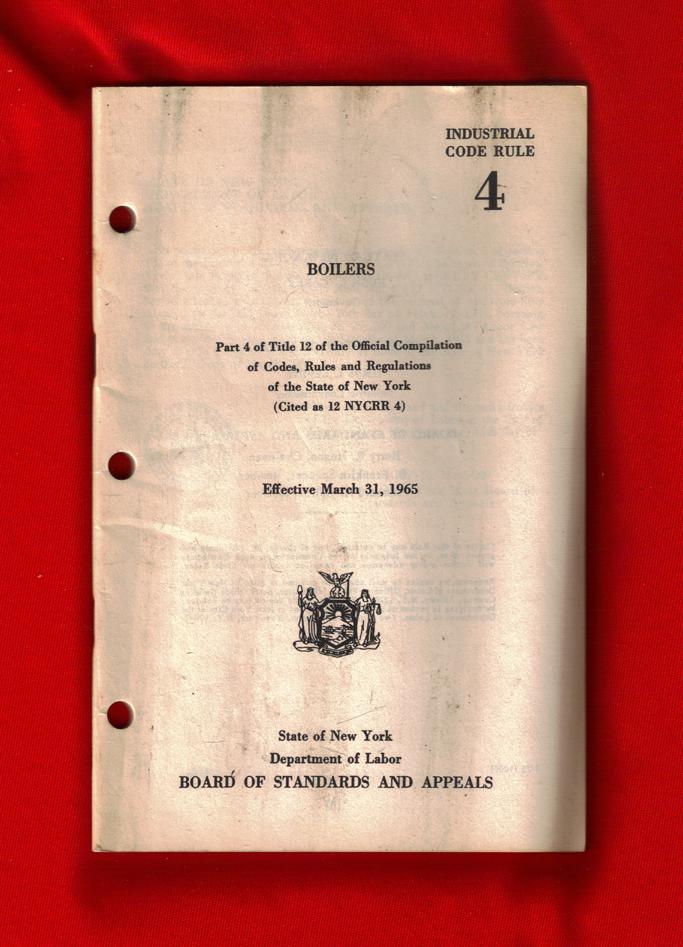 INDUSTRIAL
CODE RULE
4
BOILERS
Part 4 of Title 12 of the Official Compilation
of Codes, Rules and Regulations
of the State of New York
(Cited as 12 NYCRR 4)
Effective March 31, 1965
State of New York
Department of Labor
BOARD OF STANDARDS AND APPEALS